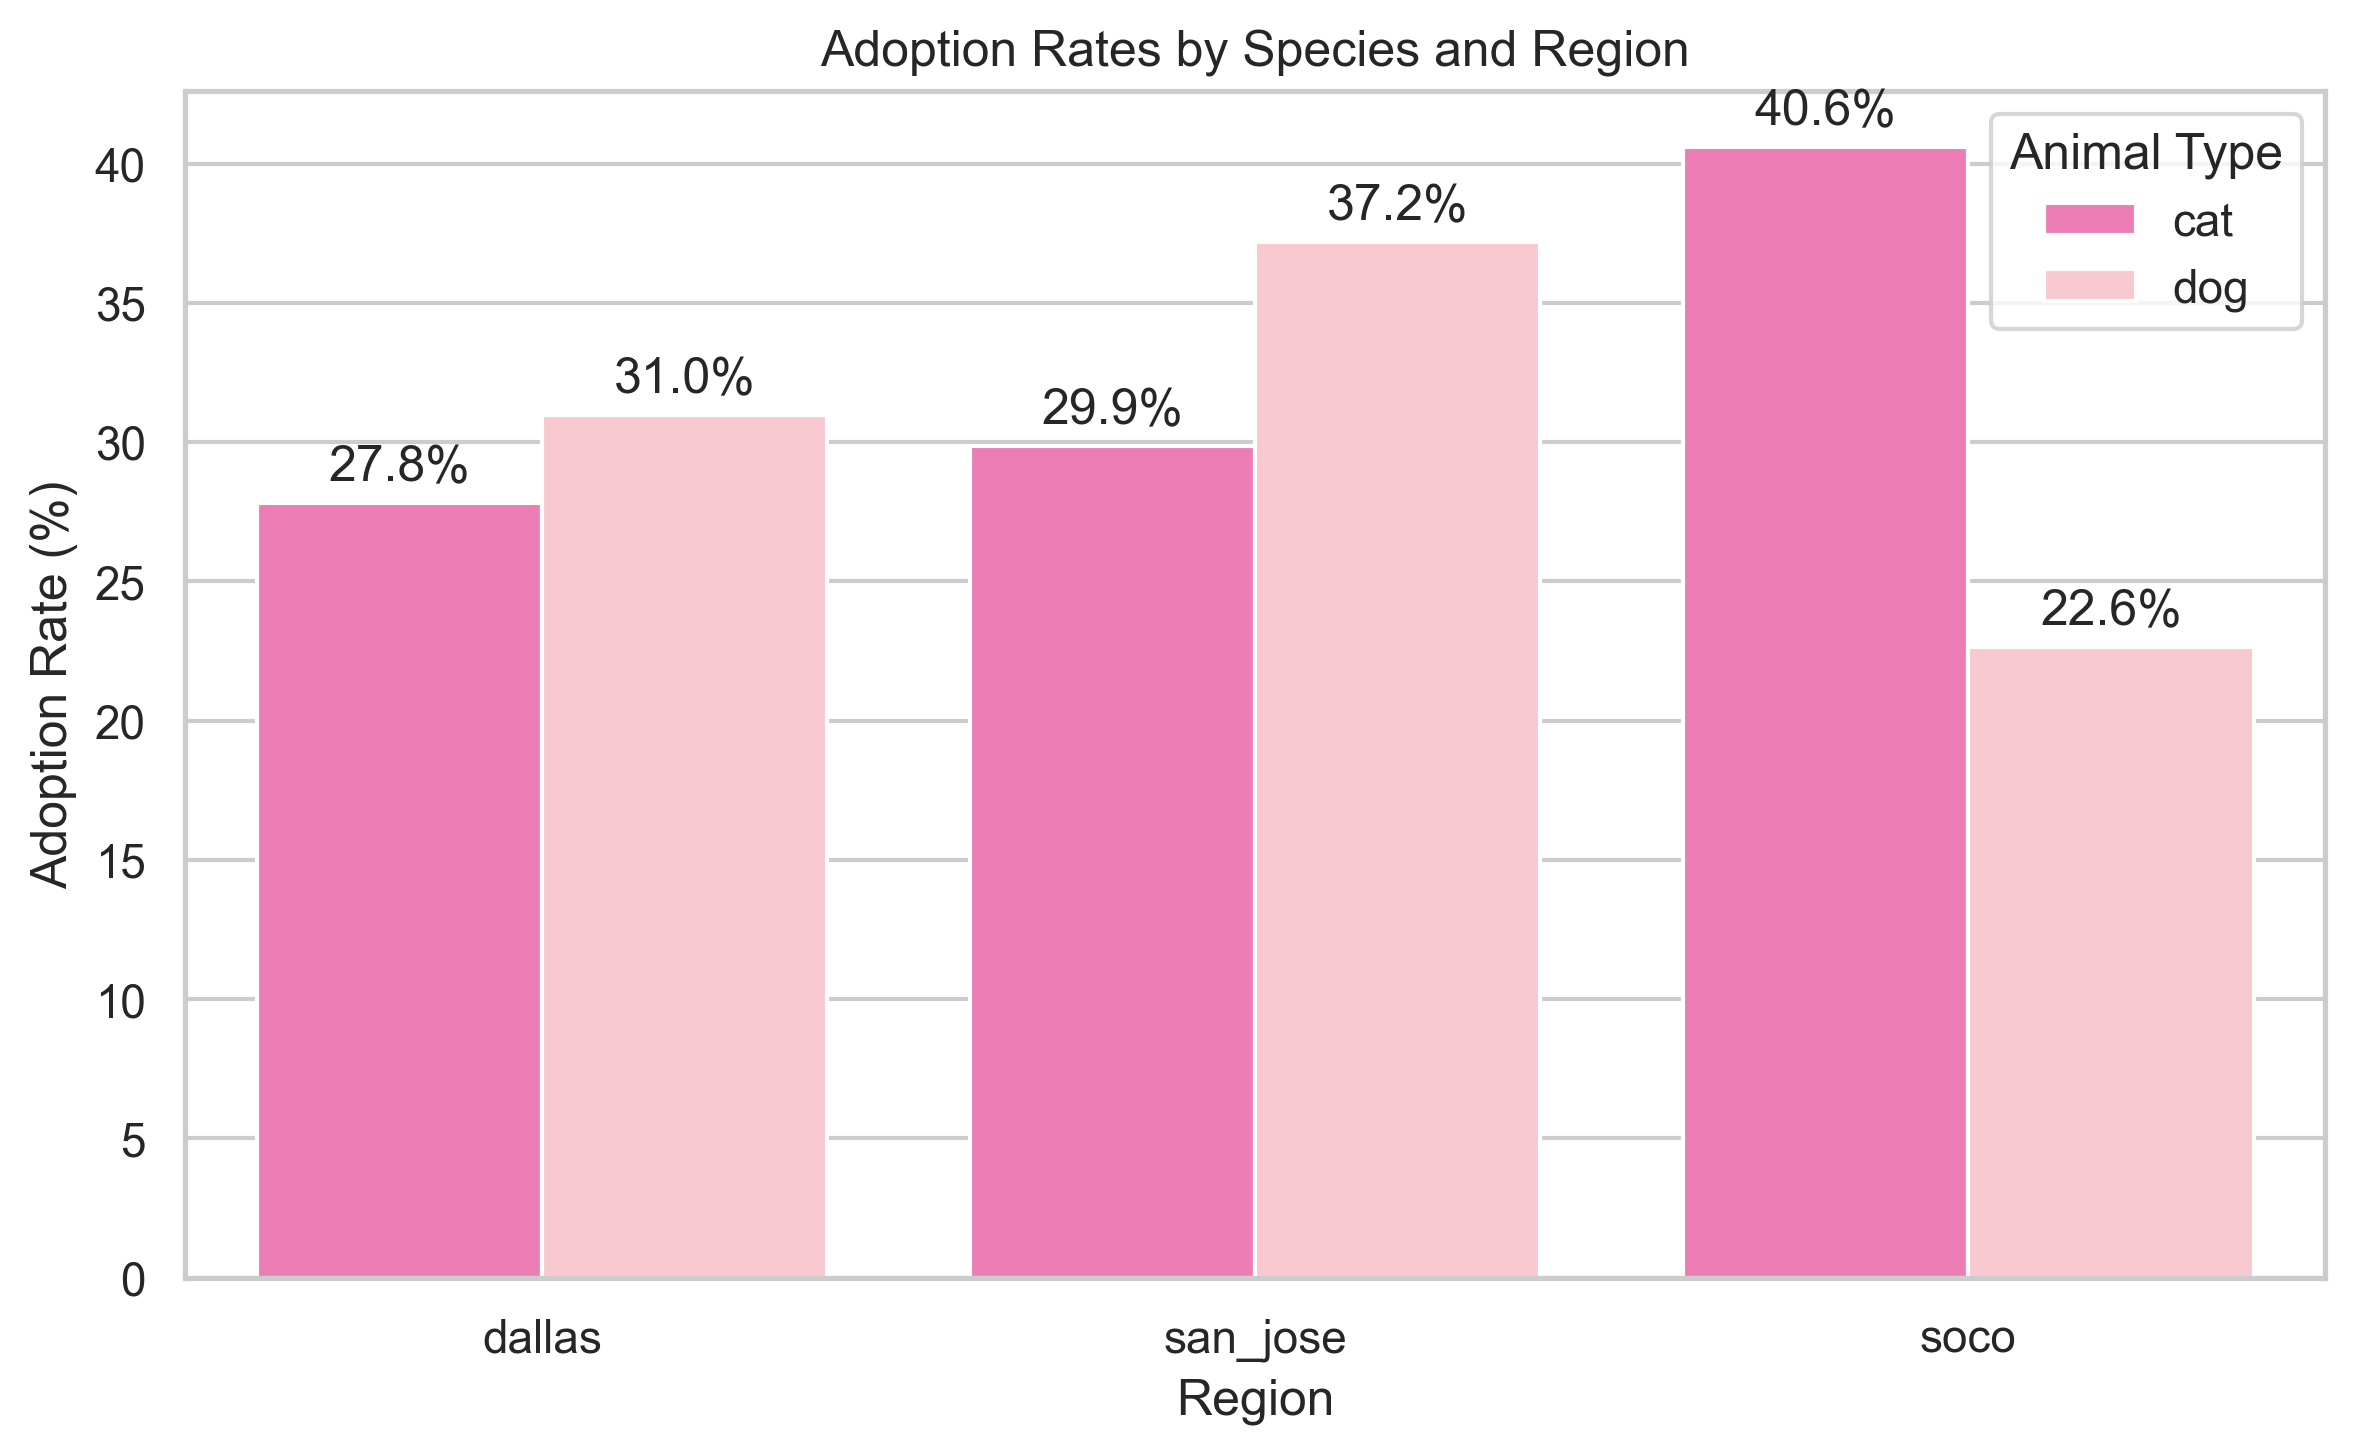 Adoption Rates by Species and Region
Adoption Rate (%)
40
35
30
25
20
15
10
5
0
27.8%
31.0%
29.9%
37.2%
40.6%
22.6%
Animal Type
cat
dog
dallas
san_jose
soco
Region